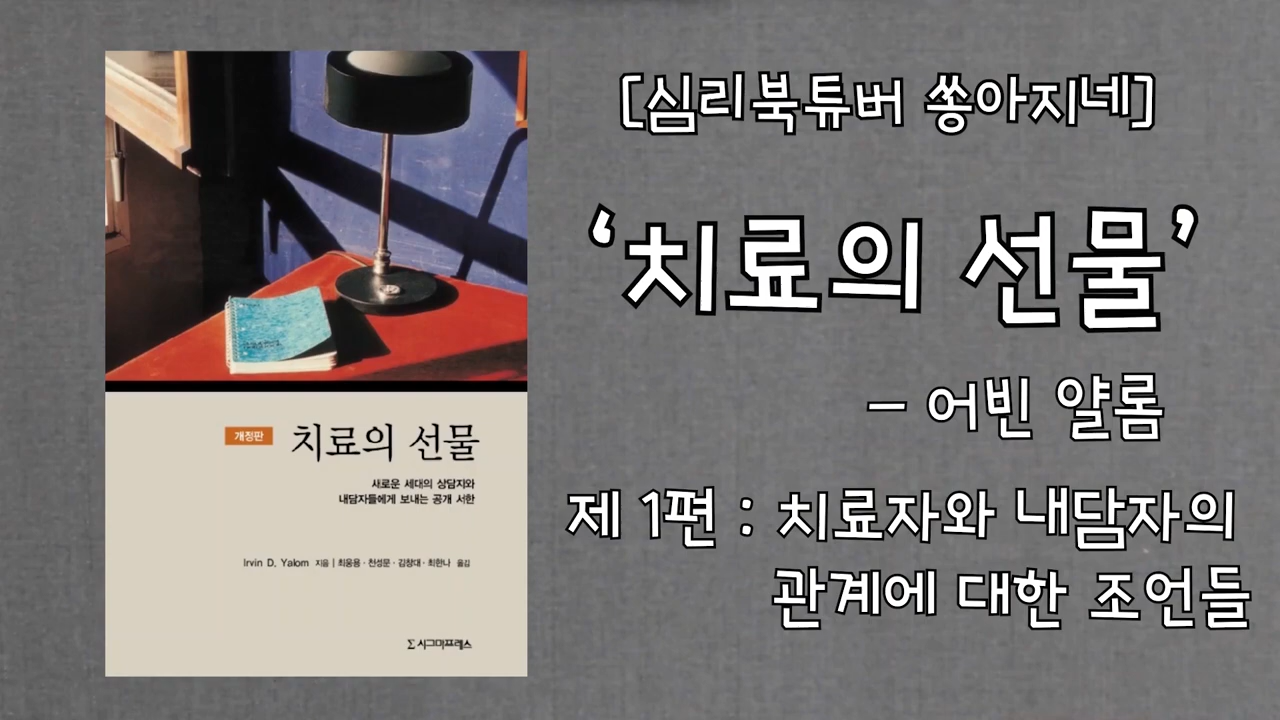 개정판 치료의 선물
새로운 세대의 상담자와
내담자들에게 보내는 공개 서한
Irvin D. Yalom 지음 | 최웅용 · 천성문 · 김창대 · 최한나 옮김
Σ 시그마프레스
[심리북튜버 쏭아지네]
‘치료의 선물’
– 어빈 얄롬
제 1편 : 치료자와 내담자의
관계에 대한 조언들